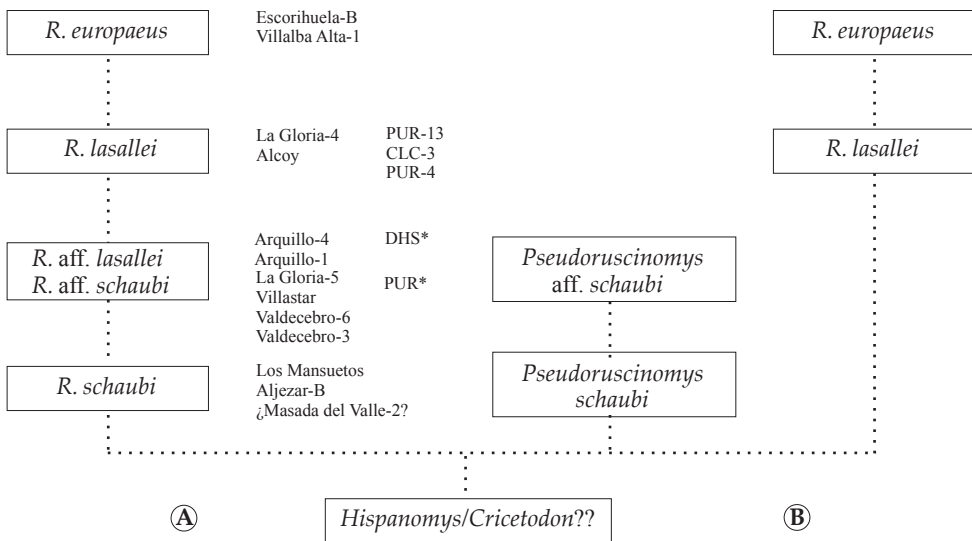 R. europaeus
Escorihuela-B
Villalba Alta-1
R. europaeus
R. lasallei
La Gloria-4
Alcoy
PUR-13
CLC-3
PUR-4
R. lasallei
R. aff. lasallei
R. aff. schaubi
Arquillo-4
Arquillo-1
La Gloria-5
Villastar
Valdecebro-6
Valdecebro-3
DHS*
PUR*
Pseudoruscinomys
aff. schaubi
R. schaubi
Los Mansuetos
Aljezar-B
¿Masada del Valle-2?
Pseudoruscinomys
schaubi
A
Hispanomys/Cricetodon??
B